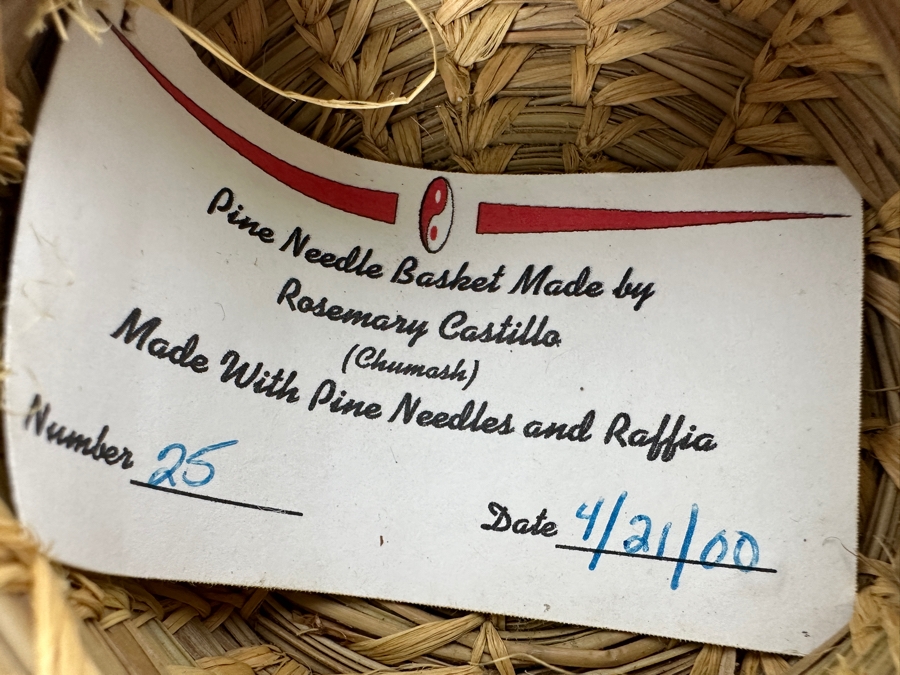 Pine Needle Basket Made by
Rosemary Castillo
(Chumash)
Made With Pine Needles and Raffia
Number 25
Date 4/21/00